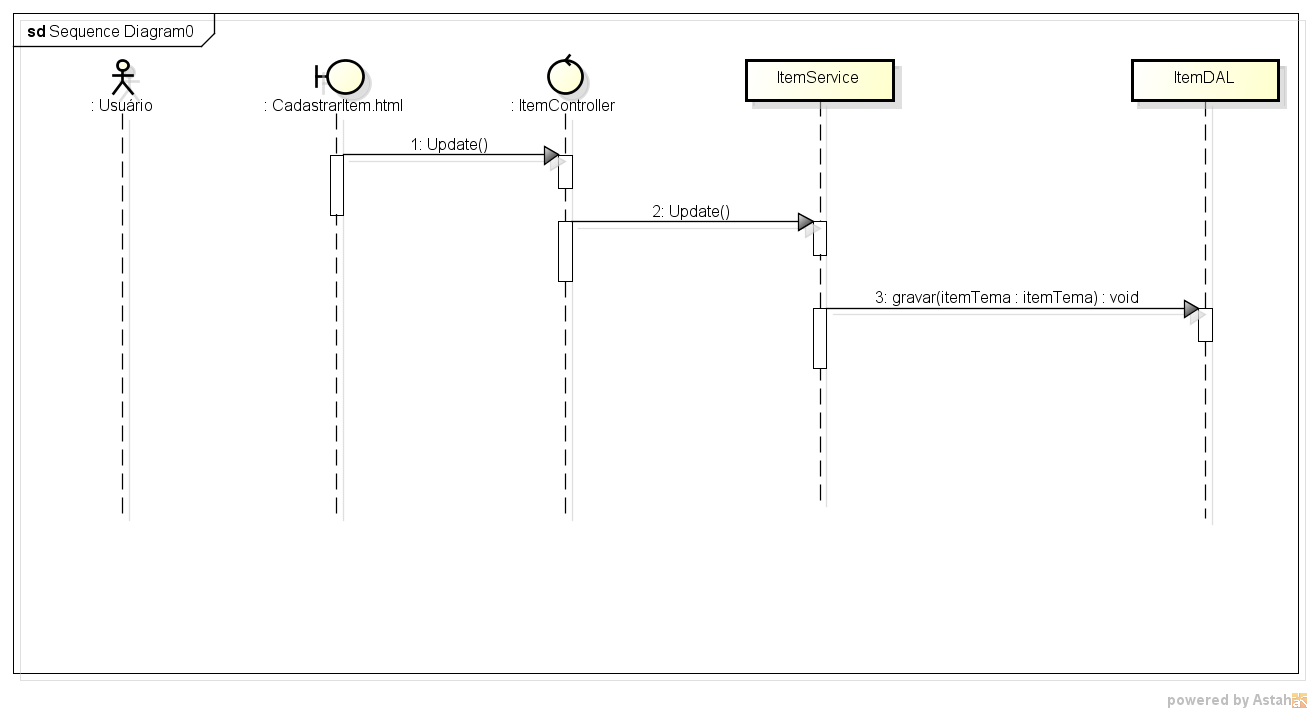 sd Sequence Diagram0
: Usuário
: CadastrarItem.html
: ItemController
ItemService
ItemDAL
1: Update()
2: Update()
3: gravar(itemTema : itemTema) : void
powered by Astah